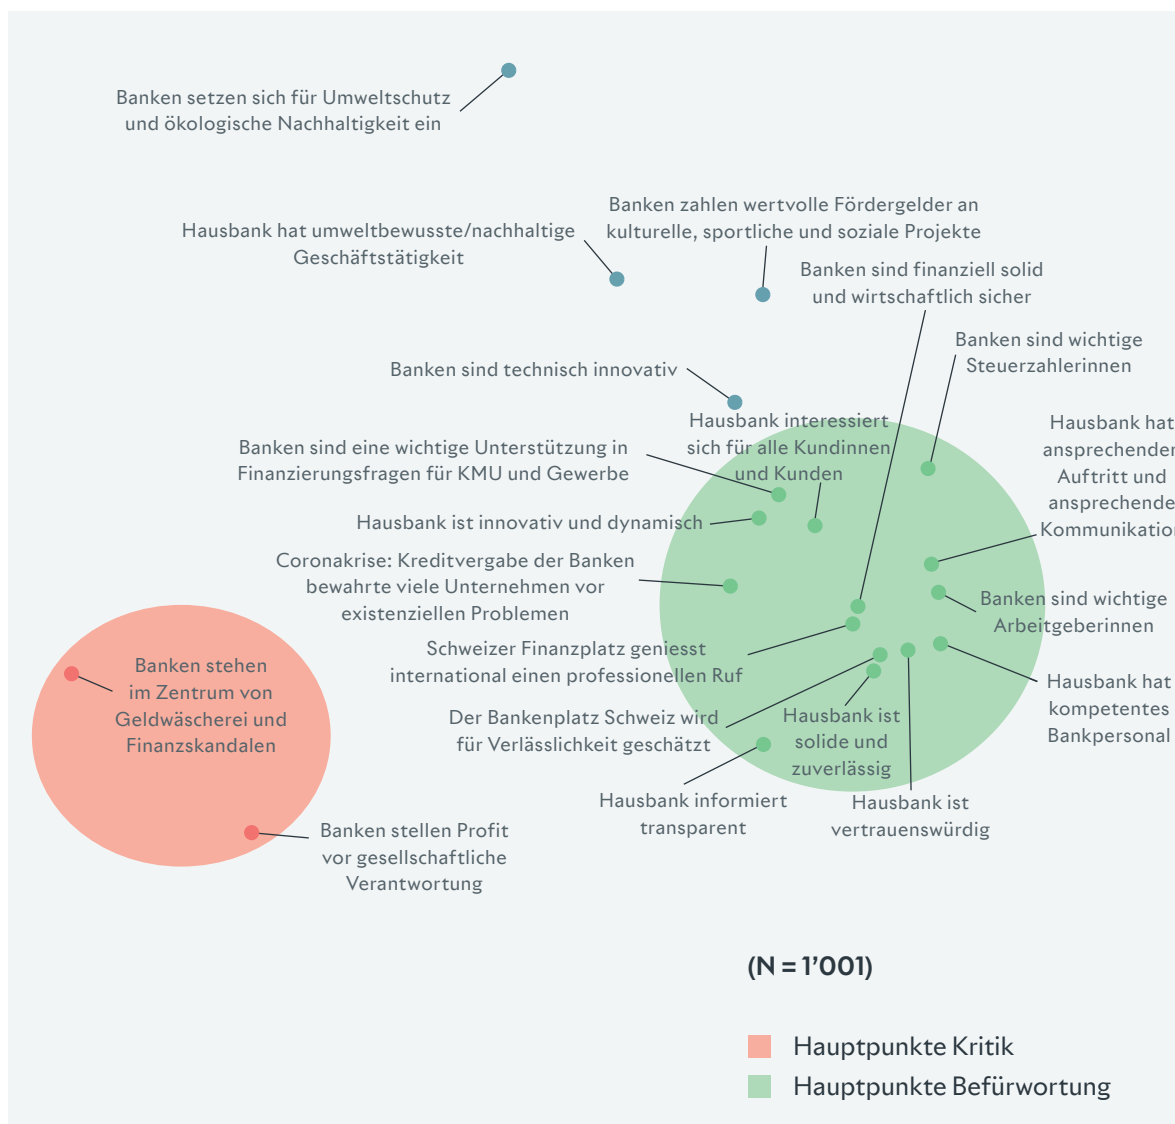 Banken setzen sich für Umweltschutz
und ökologische Nachhaltigkeit ein
Banken zahlen wertvolle Fördergelder an
kulturelle, sportliche und soziale Projekte
Hausbank hat umweltbewusste/nachhaltige
Geschäftstätigkeit
Banken sind finanziell solid
und wirtschaftlich sicher
Banken sind wichtige
Steuerzahlerinnen
Banken sind technisch innovativ
Hausbank interessiert
sich für alle Kundinnen
und Kunden
Hausbank hat
ansprechenden
Auftritt und
ansprechende
Kommunikation
Banken sind eine wichtige Unterstützung in
Finanzierungsfragen für KMU und Gewerbe
Hausbank ist innovativ und dynamisch
Coronakrise: Kreditvergabe der Banken
bewahrte viele Unternehmen vor
existenziellen Problemen
Banken sind wichtige
Arbeitgeberinnen
Schweizer Finanzplatz geniesst
international einen professionellen Ruf
Banken stehen
im Zentrum von
Geldwäscherei und
Finanzskandalen
Hausbank hat
kompetentes
Bankpersonal
Der Bankenplatz Schweiz wird
für Verlässlichkeit geschätzt
Hausbank ist
solide und
zuverlässig
Hausbank informiert
transparent
Hausbank ist
vertrauenswürdig
Banken stellen Profit
vor gesellschaftliche
Verantwortung
(N = 1’001)
Hauptpunkte Kritik
Hauptpunkte Befürwortung